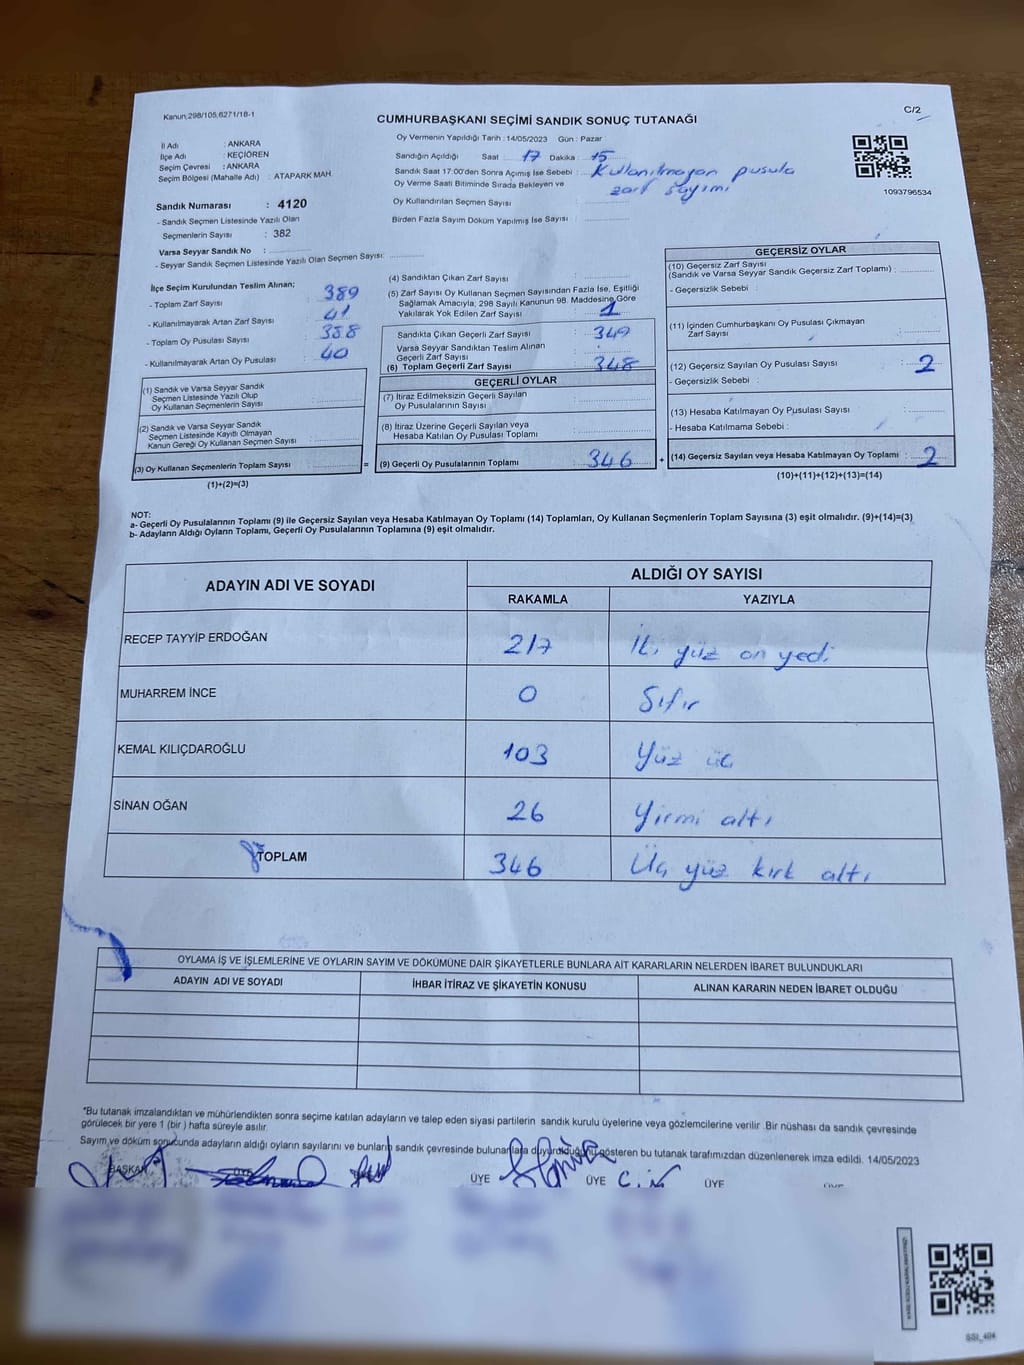 Kanun;298/105,6271/18-1
CUMHURBAŞKANI SEÇİMİ SANDIK SONUÇ TUTANAĞI
C/2
İl Adı : ANKARA
İlçe Adı : KEÇİÖREN
Seçim Çevresi : ANKARA
Seçim Bölgesi (Mahalle Adı) : ATAPARK MAH.
Sandık Numarası : 4120
- Sandık Seçmen Listesinde Yazılı Olan
Seçmenlerin Sayısı : 382
Varsa Seyyar Sandık No :
- Seyyar Sandık Seçmen Listesinde Yazılı Olan Seçmen Sayısı:
Oy Vermenin Yapıldığı Tarih : 14/05/2023 Gün : Pazar
Sandığın Açıldığı Saat : 17 Dakika : 15
Sandık Saat 17:00'den Sonra Açımış İse Sebebi : Kullanılmayan pusula
Oy Verme Saati Bitiminde Sırada Bekleyen ve zarf sayımı
Oy Kullandırılan Seçmen Sayısı :
Birden Fazla Sayım Döküm Yapılmış İse Sayısı :
1093796534
İlçe Seçim Kurulundan Teslim Alınan;
- Toplam Zarf Sayısı : 389
- Kullanılmayarak Artan Zarf Sayısı : 41
- Toplam Oy Pusulası Sayısı : 388
- Kullanılmayarak Artan Oy Pusulası : 40
(1) Sandık ve Varsa Seyyar Sandık
Seçmen Listesinde Yazılı Olup
Oy Kullanan Seçmenlerin Sayısı :
(2) Sandık ve Varsa Seyyar Sandık
Seçmen Listesinde Kayıtlı Olmayan
Kanun Gereği Oy Kullanan Seçmen Sayısı :
(3) Oy Kullanan Seçmenlerin Toplam Sayısı :
(1)+(2)=(3)
(4) Sandıktan Çıkan Zarf Sayısı :
(5) Zarf Sayısı Oy Kullanan Seçmen Sayısından Fazla İse, Eşitliği
Sağlamak Amacıyla; 298 Sayılı Kanunun 98. Maddesine Göre
Yakılarak Yok Edilen Zarf Sayısı : 1
Sandıkta Çıkan Geçerli Zarf Sayısı : 349
Varsa Seyyar Sandıktan Teslim Alınan
Geçerli Zarf Sayısı :
(6) Toplam Geçerli Zarf Sayısı : 348
GEÇERLİ OYLAR
(7) İtiraz Edilmeksizin Geçerli Sayılan
Oy Pusulalarının Sayısı :
(8) İtiraz Üzerine Geçerli Sayılan veya
Hesaba Katılan Oy Pusulası Toplamı :
= (9) Geçerli Oy Pusulalarının Toplamı : 346 +
GEÇERSİZ OYLAR
(10) Geçersiz Zarf Sayısı
(Sandık ve Varsa Seyyar Sandık Geçersiz Zarf Toplamı) :
- Geçersizlik Sebebi :
(11) İçinden Cumhurbaşkanı Oy Pusulası Çıkmayan
Zarf Sayısı :
(12) Geçersiz Sayılan Oy Pusulası Sayısı : 2
- Geçersizlik Sebebi :
(13) Hesaba Katılmayan Oy Pusulası Sayısı :
- Hesaba Katılmama Sebebi :
(14) Geçersiz Sayılan veya Hesaba Katılmayan Oy Toplamı : 2
(10)+(11)+(12)+(13)=(14)
NOT:
a- Geçerli Oy Pusulalarının Toplamı (9) ile Geçersiz Sayılan veya Hesaba Katılmayan Oy Toplamı (14) Toplamları, Oy Kullanan Seçmenlerin Toplam Sayısına (3) eşit olmalıdır. (9)+(14)=(3)
b- Adayların Aldığı Oyların Toplamı, Geçerli Oy Pusulalarının Toplamına (9) eşit olmalıdır.
ADAYIN ADI VE SOYADI
ALDIĞI OY SAYISI
RAKAMLA YAZIYLA
RECEP TAYYİP ERDOĞAN 217 İki yüz on yedi
MUHARREM İNCE 0 Sıfır
KEMAL KILIÇDAROĞLU 103 Yüz üç
SİNAN OĞAN 26 Yirmi altı
TOPLAM 346 Üç yüz kırk altı
OYLAMA İŞ VE İŞLEMLERİNE VE OYLARIN SAYIM VE DÖKÜMÜNE DAİR ŞİKAYETLERLE BUNLARA AİT KARARLARIN NELERDEN İBARET BULUNDUKLARI
ADAYIN ADI VE SOYADI İHBAR İTİRAZ VE ŞİKAYETİN KONUSU ALINAN KARARIN NEDEN İBARET OLDUĞU
*Bu tutanak imzalandıktan ve mühürlendikten sonra seçime katılan adayların ve talep eden siyasi partilerin sandık kurulu üyelerine veya gözlemcilerine verilir .Bir nüshası da sandık çevresinde
görülecek bir yere 1 (bir ) hafta süreyle asılır.
Sayım ve döküm sonucunda adayların aldığı oyların sayılarını ve bunların sandık çevresinde bulunanlara duyurulduğunu gösteren bu tutanak tarafımızdan düzenlenerek imza edildi. 14/05/2023
BAŞKAN ÜYE ÜYE ÜYE ÜYE
SSI_404